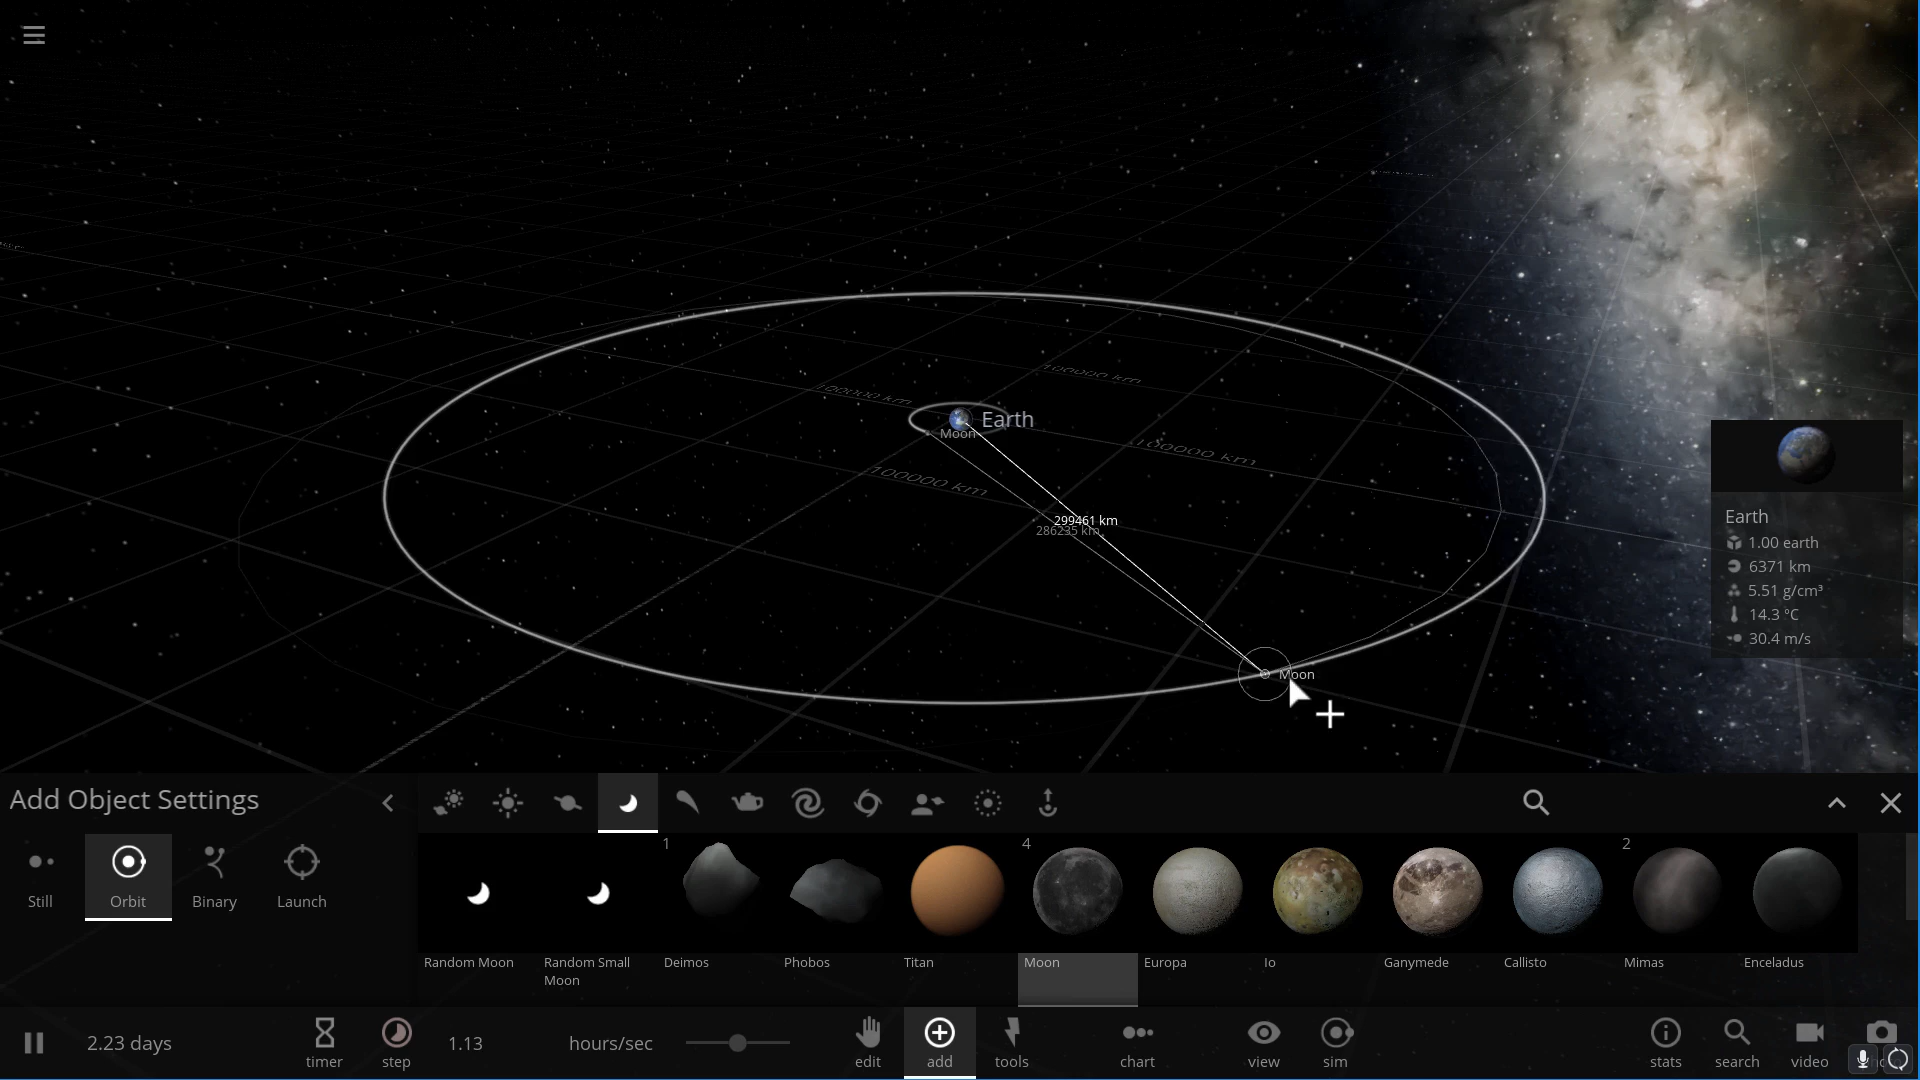 100000 km
100000 km
Earth
Moon
100000 km
100000 km
299461 km
286235 km
Earth
1.00 earth
6371 km
5.51 g/cm³
14.3 °C
30.4 m/s
Moon
Add Object Settings
Still
Orbit
Binary
Launch
1
4
2
Random Moon
Random Small
Moon
Deimos
Phobos
Titan
Moon
Europa
Io
Ganymede
Callisto
Mimas
Enceladus
2.23 days
timer
step
1.13
hours/sec
edit
add
tools
chart
view
sim
stats
search
video